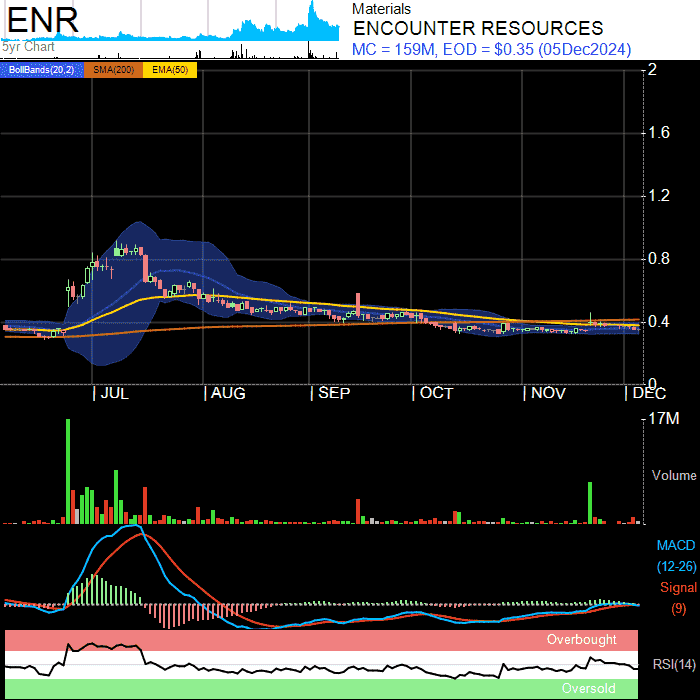 ENR
5yr Chart
Materials
ENCOUNTER RESOURCES
MC = 159M, EOD = $0.35 (05Dec2024)
BollBands(20,2) SMA(200) EMA(50)
2
1.6
1.2
0.8
0.4
0
JUL AUG SEP OCT NOV DEC
17M
Volume
MACD
(12-26)
Signal
(9)
Overbought
RSI(14)
Oversold